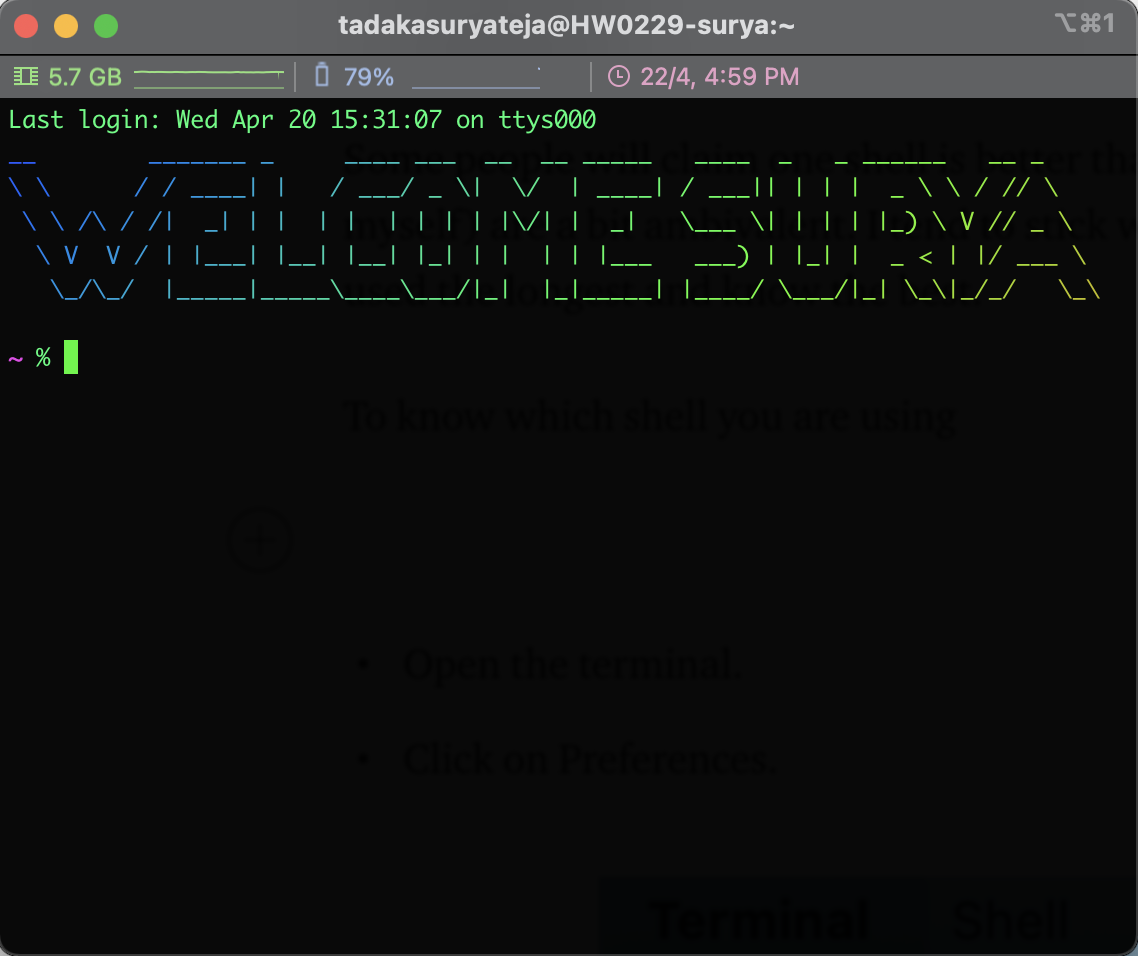 tadakasuryateja@HW0229-surya:~
⌥⌘1
5.7 GB
79%
22/4, 4:59 PM
Last login: Wed Apr 20 15:31:07 on ttys000
WELCOME SURYA
~ %
To know which shell you are using
• Open the terminal.
• Click on Preferences.
Terminal
Shell